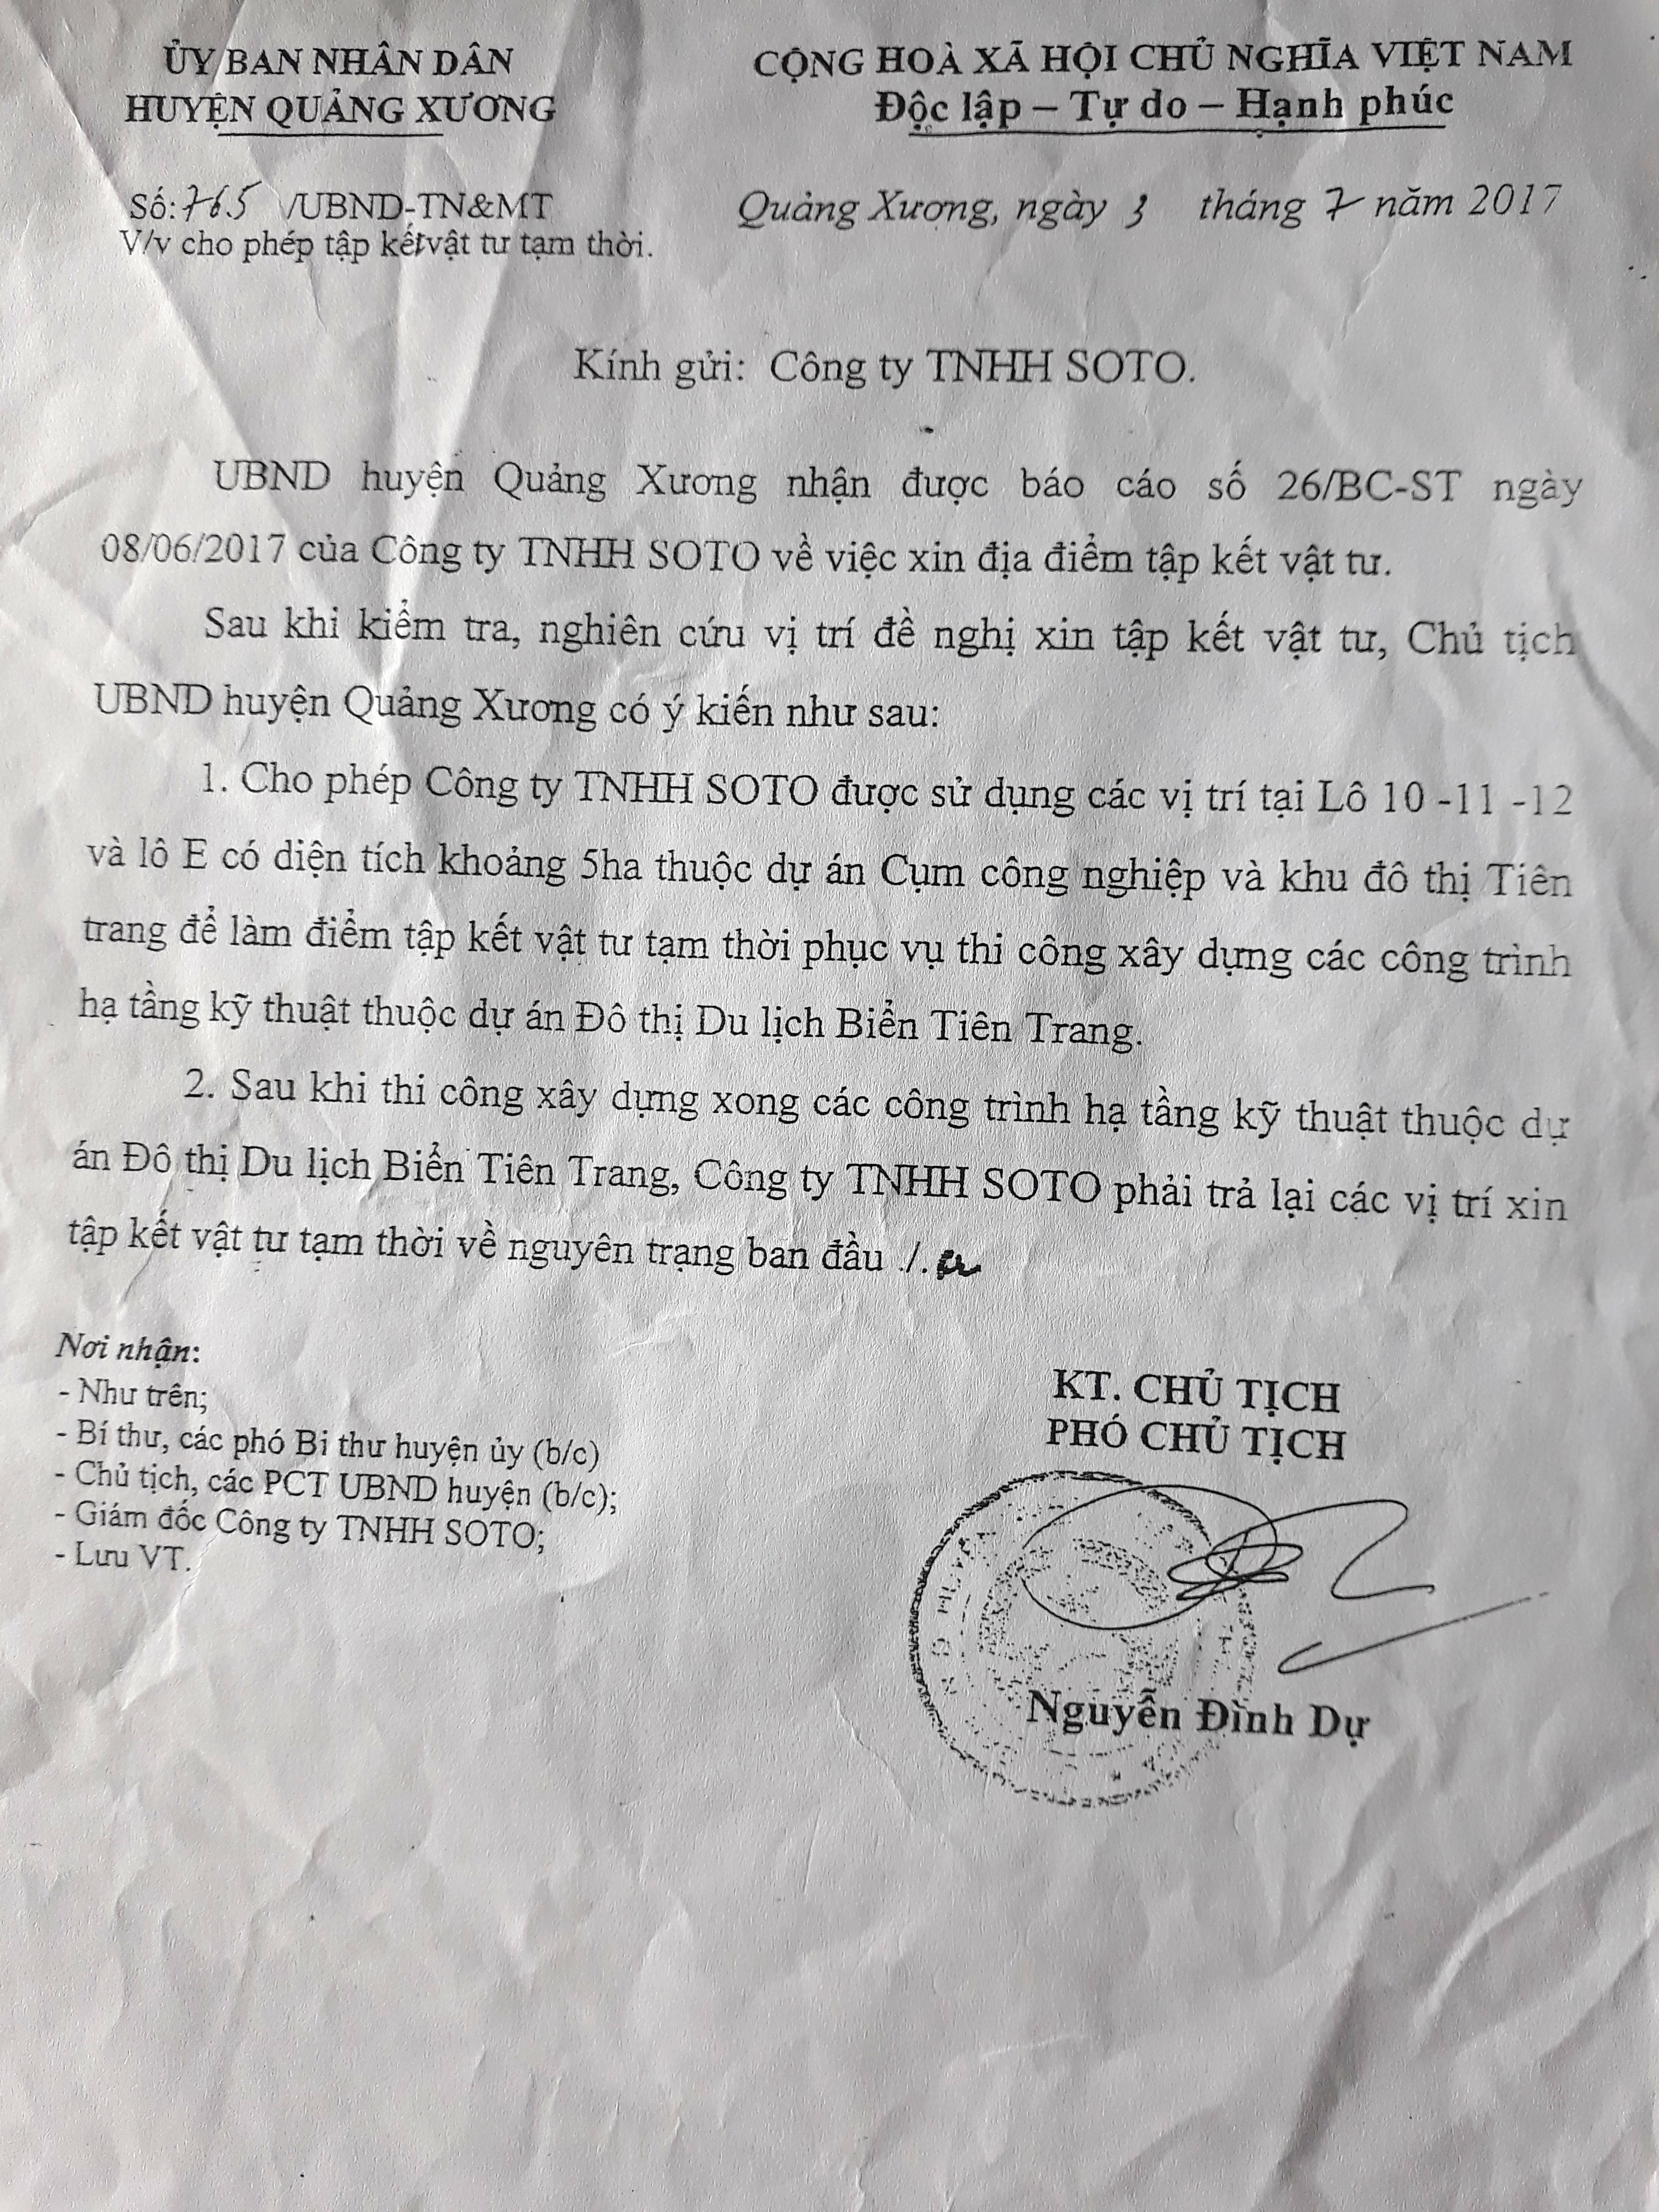 ỦY BAN NHÂN DÂN
HUYỆN QUẢNG XƯƠNG
CỘNG HOÀ XÃ HỘI CHỦ NGHĨA VIỆT NAM
Độc lập – Tự do – Hạnh phúc
Số: 765 /UBND-TN&MT
V/v cho phép tập kết vật tư tạm thời.
Quảng Xương, ngày 3 tháng 7 năm 2017
Kính gửi: Công ty TNHH SOTO.
UBND huyện Quảng Xương nhận được báo cáo số 26/BC-ST ngày
08/06/2017 của Công ty TNHH SOTO về việc xin địa điểm tập kết vật tư.
Sau khi kiểm tra, nghiên cứu vị trí đề nghị xin tập kết vật tư, Chủ tịch
UBND huyện Quảng Xương có ý kiến như sau:
1. Cho phép Công ty TNHH SOTO được sử dụng các vị trí tại Lô 10 -11 -12
và lô E có diện tích khoảng 5ha thuộc dự án Cụm công nghiệp và khu đô thị Tiên
trang để làm điểm tập kết vật tư tạm thời phục vụ thi công xây dựng các công trình
hạ tầng kỹ thuật thuộc dự án Đô thị Du lịch Biển Tiên Trang.
2. Sau khi thi công xây dựng xong các công trình hạ tầng kỹ thuật thuộc dự
án Đô thị Du lịch Biển Tiên Trang, Công ty TNHH SOTO phải trả lại các vị trí xin
tập kết vật tư tạm thời về nguyên trạng ban đầu ./.
Nơi nhận:
- Như trên;
- Bí thư, các phó Bi thư huyện ủy (b/c)
- Chủ tịch, các PCT UBND huyện (b/c);
- Giám đốc Công ty TNHH SOTO;
- Lưu VT.
KT. CHỦ TỊCH
PHÓ CHỦ TỊCH
Nguyễn Đình Dự